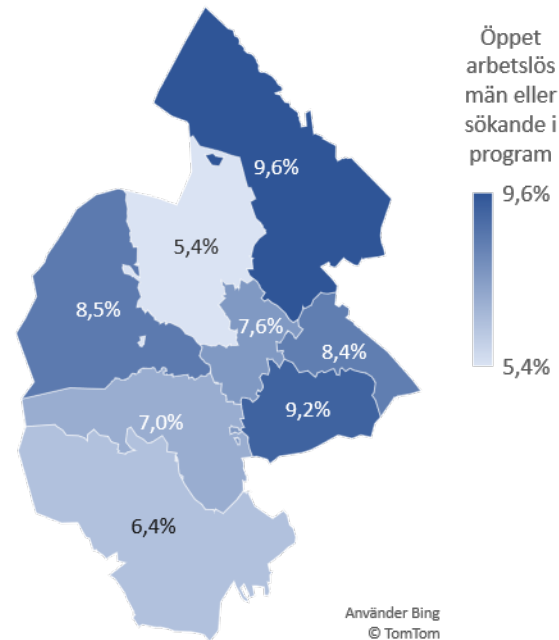 Öppet
arbetslös
män eller
sökande i
program
9,6%
5,4%
9,6%
5,4%
8,5%
7,6%
8,4%
7,0%
9,2%
6,4%
Använder Bing
© TomTom